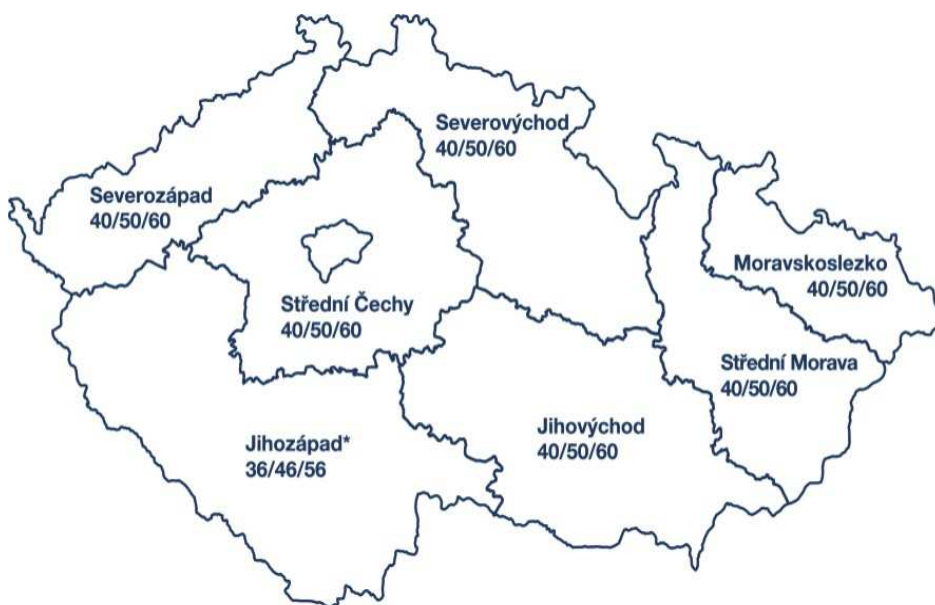 Severovýchod
40/50/60
Severozápad
40/50/60
Moravskoslezko
40/50/60
Střední Čechy
40/50/60
Střední Morava
40/50/60
Jihovýchod
40/50/60
Jihozápad*
36/46/56